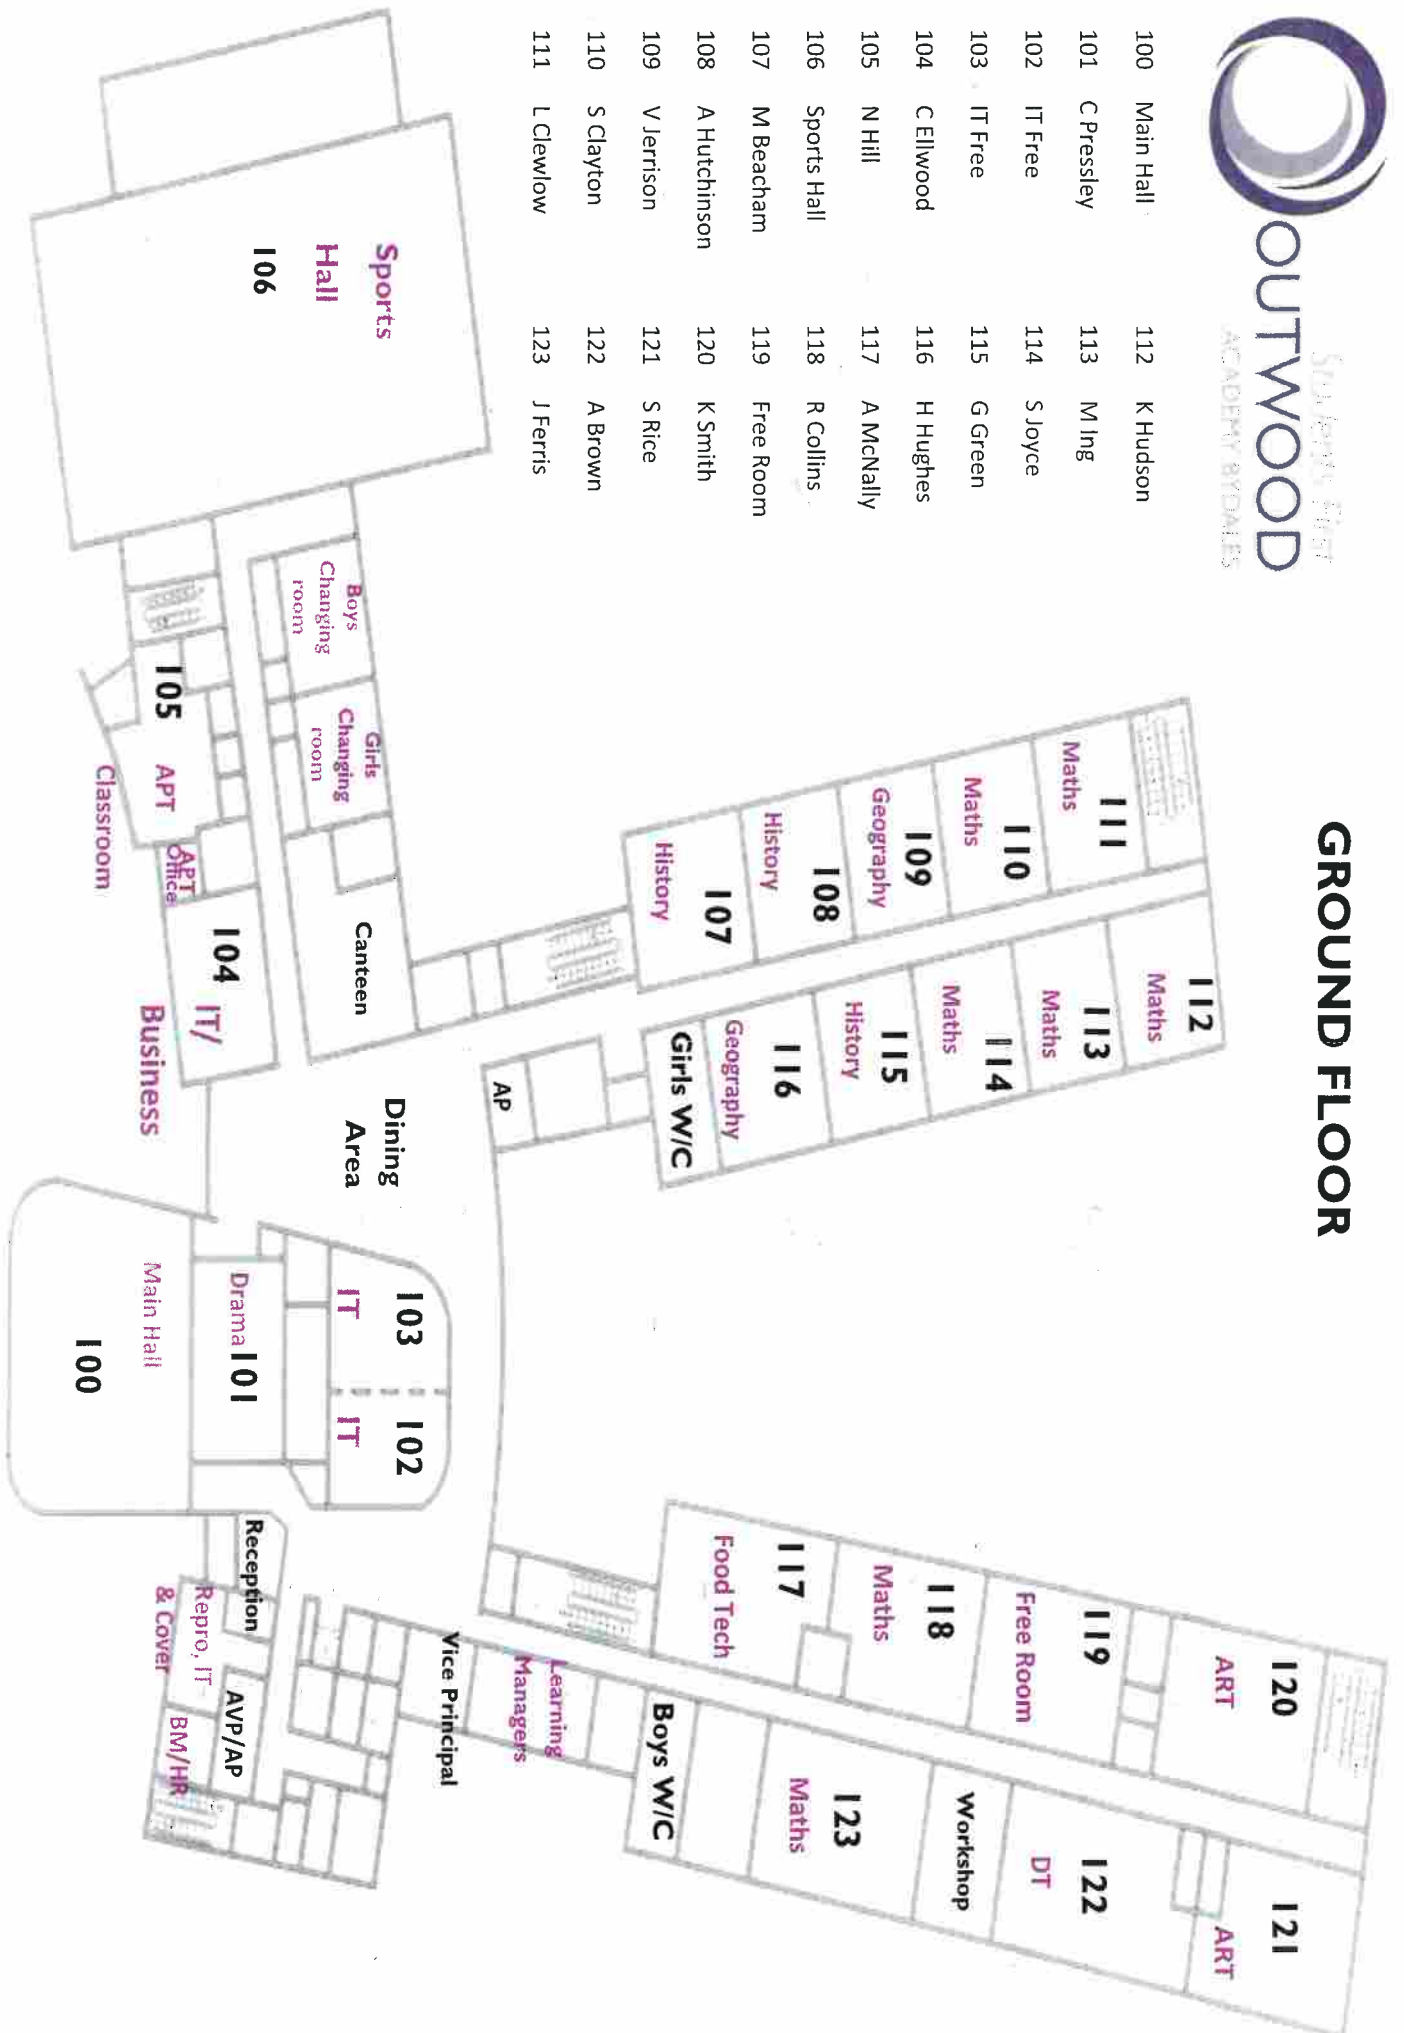 Students First
OUTWOOD
ACADEMY BYDALES
GROUND FLOOR
100 Main Hall
101 C Pressley
102 IT Free
103 IT Free
104 C Ellwood
105 N Hill
106 Sports Hall
107 M Beacham
108 A Hutchinson
109 V Jerrison
110 S Clayton
111 L Clewlow
112 K Hudson
113 M Ing
114 S Joyce
115 G Green
116 H Hughes
117 A McNally
118 R Collins
119 Free Room
120 K Smith
121 S Rice
122 A Brown
123 J Ferris
112
Maths
111
Maths
113
Maths
110
Maths
114
Maths
109
Geography
115
History
108
History
116
Geography
107
History
Girls W/C
AP
120
ART
121
ART
119
Free Room
122
DT
118
Maths
Workshop
117
Food Tech
123
Maths
Boys W/C
Learning
Managers
Vice Principal
Sports
Hall
106
Boys
Changing
room
Girls
Changing
room
Canteen
Dining
Area
103
IT
102
IT
105
APT
Classroom
APT
Office
104
IT/
Business
Drama 101
Main Hall
100
Reception
Repro, IT
& Cover
AVP/AP
BM/HR